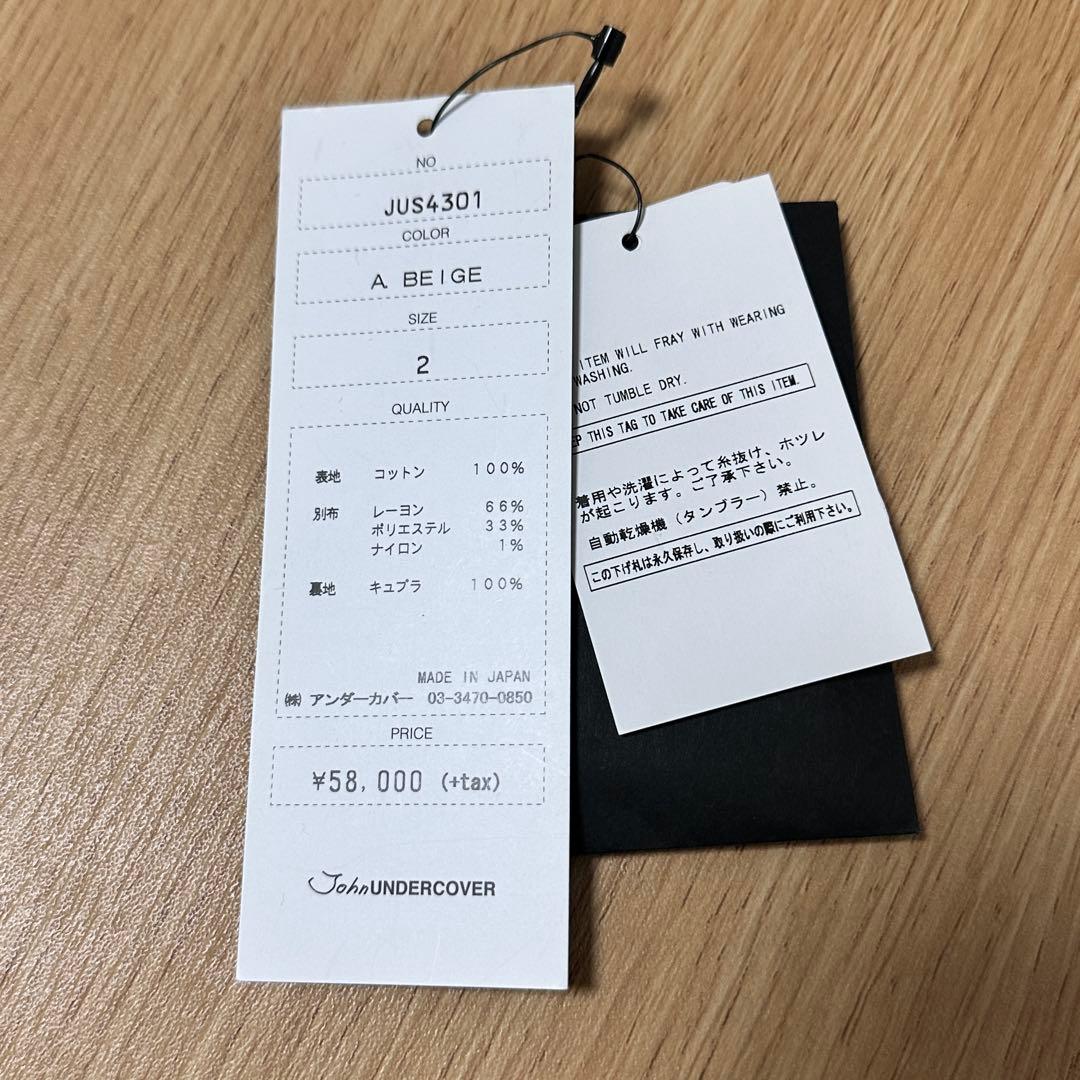 NO
JUS4301
COLOR
A BEIGE
SIZE
2
QUALITY
表地 コットン 100%
別布 レーヨン 66%
ポリエステル 33%
ナイロン 1%
裏地 キュプラ 100%
MADE IN JAPAN
㈱ アンダーカバー 03-3470-0850
PRICE
¥58,000 (+tax)
JohnUNDERCOVER
ITEM WILL FRAY WITH WEARING
WASHING.
NOT TUMBLE DRY.
EP THIS TAG TO TAKE CARE OF THIS ITEM.
着用や洗濯によって糸抜け、ホツレ
が起こります。ご了承下さい。
自動乾燥機（タンブラー）禁止。
この下げ札は永久保存し、取り扱いの際にご利用下さい。